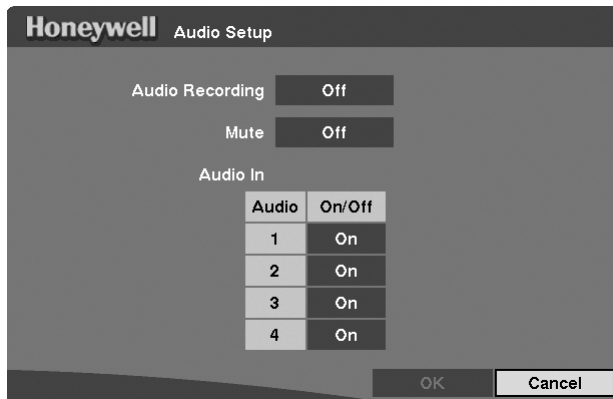 Honeywell Audio Setup
Audio Recording Off
Mute Off
Audio In
Audio On/Off
1 On
2 On
3 On
4 On
OK Cancel